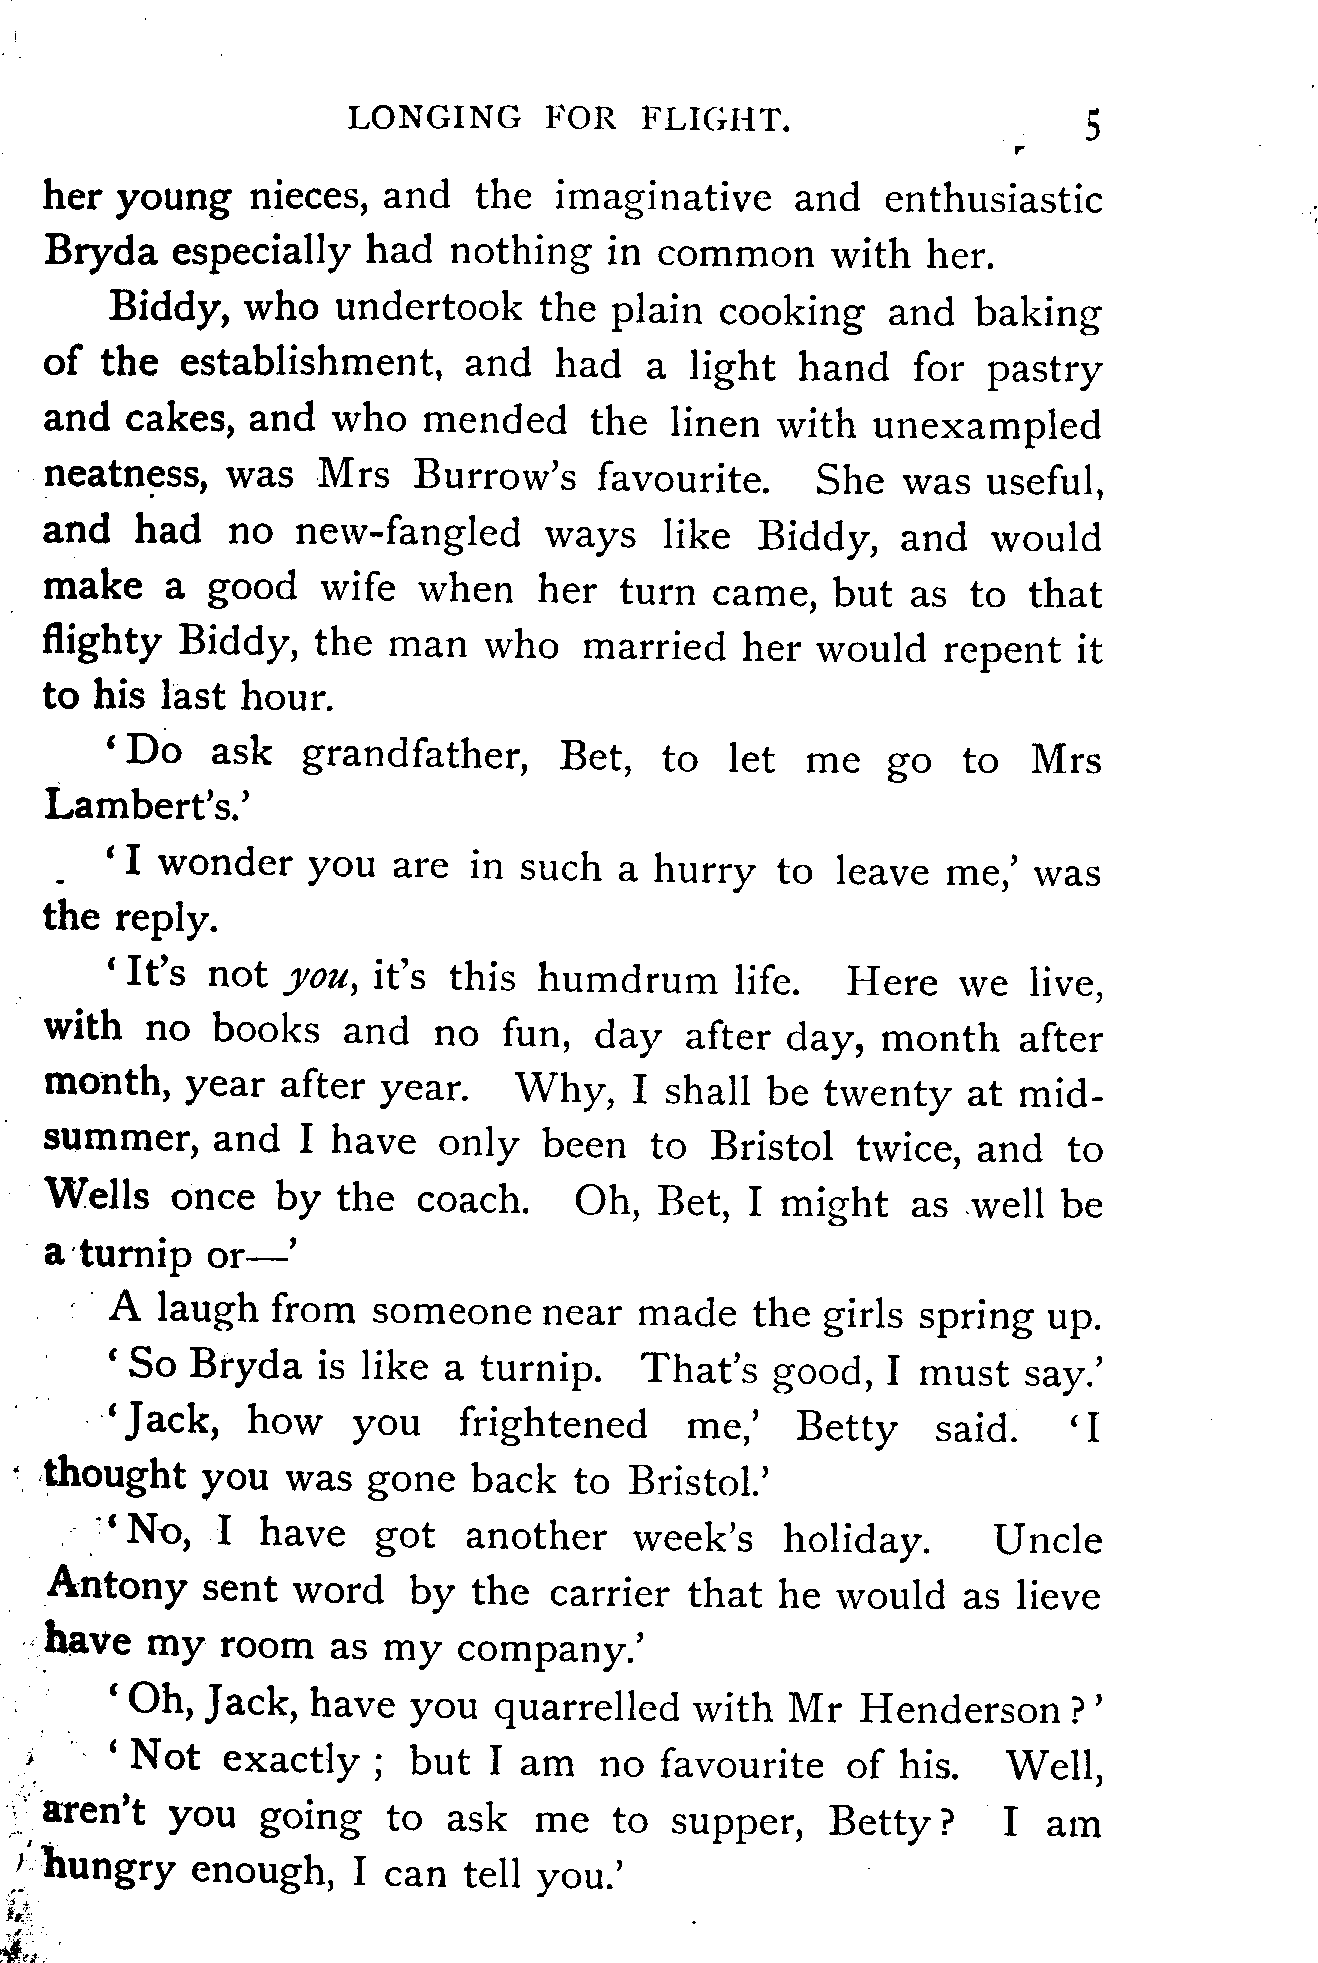 LONGING FOR FLIGHT. 5
her young nieces, and the imaginative and enthusiastic
Bryda especially had nothing in common with her.
Biddy, who undertook the plain cooking and baking
of the establishment, and had a light hand for pastry
and cakes, and who mended the linen with unexampled
neatness, was Mrs Burrow's favourite. She was useful,
and had no new-fangled ways like Biddy, and would
make a good wife when her turn came, but as to that
flighty Biddy, the man who married her would repent it
to his last hour.
‘Do ask grandfather, Bet, to let me go to Mrs
Lambert's.’
‘I wonder you are in such a hurry to leave me,’ was
the reply.
‘It's not you, it's this humdrum life. Here we live,
with no books and no fun, day after day, month after
month, year after year. Why, I shall be twenty at mid-
summer, and I have only been to Bristol twice, and to
Wells once by the coach. Oh, Bet, I might as well be
a turnip or—’
A laugh from someone near made the girls spring up.
‘So Bryda is like a turnip. That's good, I must say.’
‘Jack, how you frightened me,’ Betty said. ‘I
thought you was gone back to Bristol.’
‘No, I have got another week's holiday. Uncle
Antony sent word by the carrier that he would as lieve
have my room as my company.’
‘Oh, Jack, have you quarrelled with Mr Henderson?’
‘Not exactly; but I am no favourite of his. Well,
aren't you going to ask me to supper, Betty? I am
hungry enough, I can tell you.’